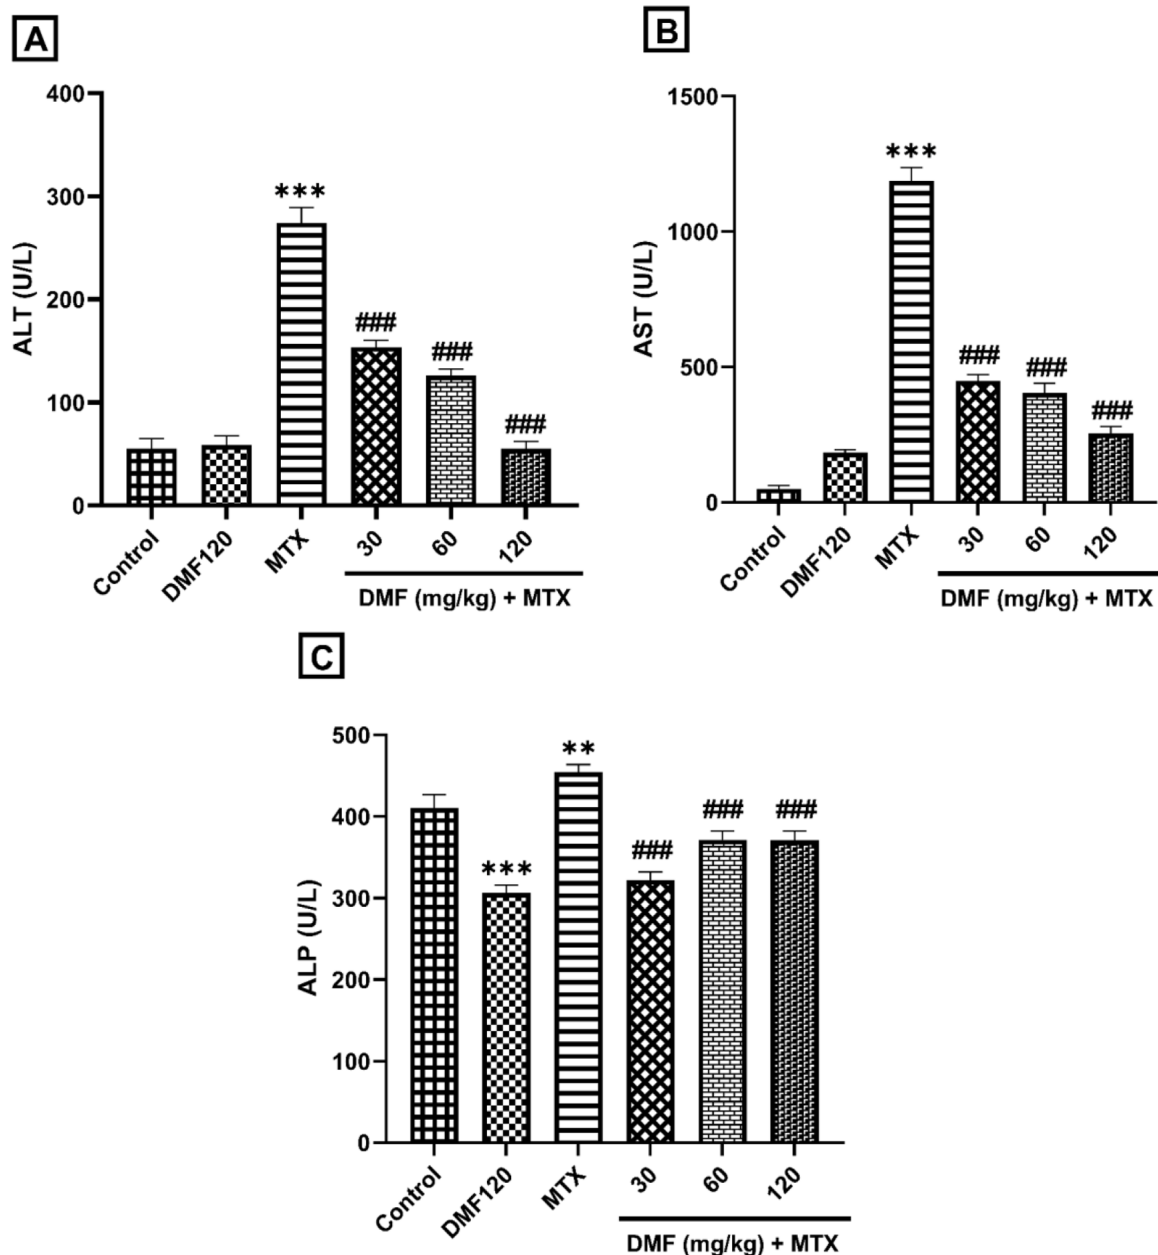 A
400
300
200
100
0
ALT (U/L)
***
###
###
###
Control
DMF120
MTX
30
60
120
DMF (mg/kg) + MTX
B
1500
1000
500
0
AST (U/L)
***
###
###
###
Control
DMF120
MTX
30
60
120
DMF (mg/kg) + MTX
C
500
400
300
200
100
0
ALP (U/L)
***
**
###
###
###
Control
DMF120
MTX
30
60
120
DMF (mg/kg) + MTX